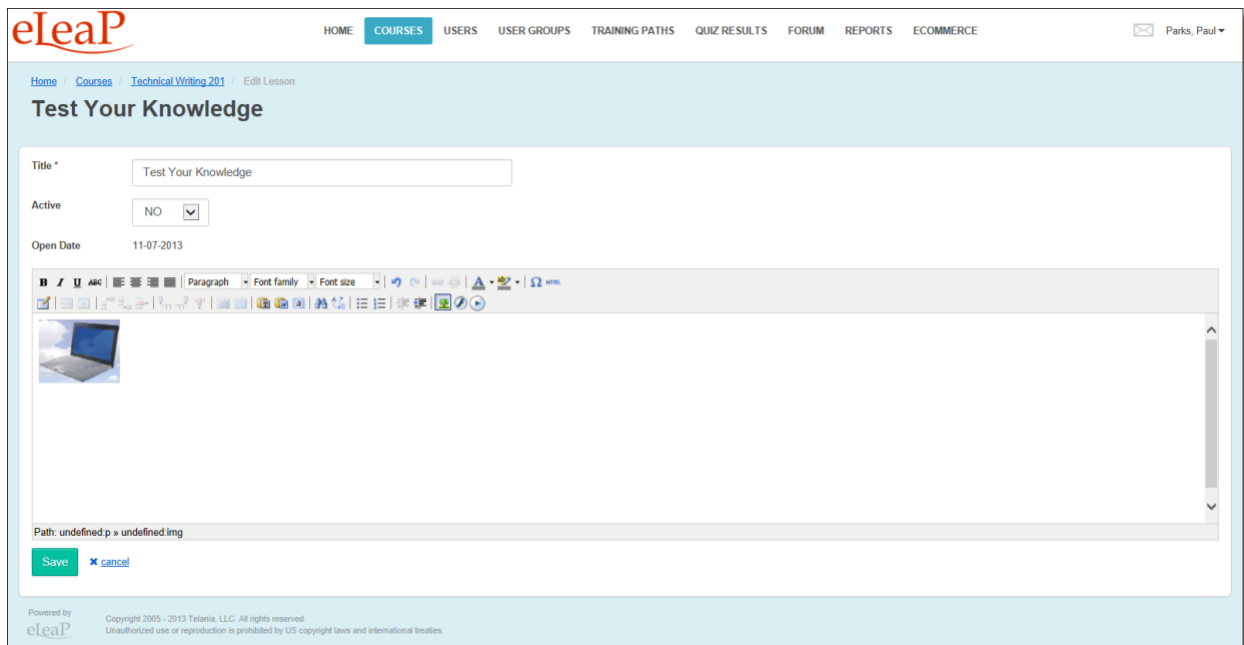 eLeaP
HOME COURSES USERS USER GROUPS TRAINING PATHS QUIZ RESULTS FORUM REPORTS ECOMMERCE Parks, Paul
Home / Courses / Technical Writing 201 / Edit Lesson
Test Your Knowledge
Title * Test Your Knowledge
Active NO
Open Date 11-07-2013
B I U ABC Paragraph Font family Font size A ab Ω HTML
Path: undefined:p » undefined:img
Save cancel
Powered by
eLeaP
Copyright 2005 - 2013 Telania, LLC. All rights reserved.
Unauthorized use or reproduction is prohibited by US copyright laws and international treaties.